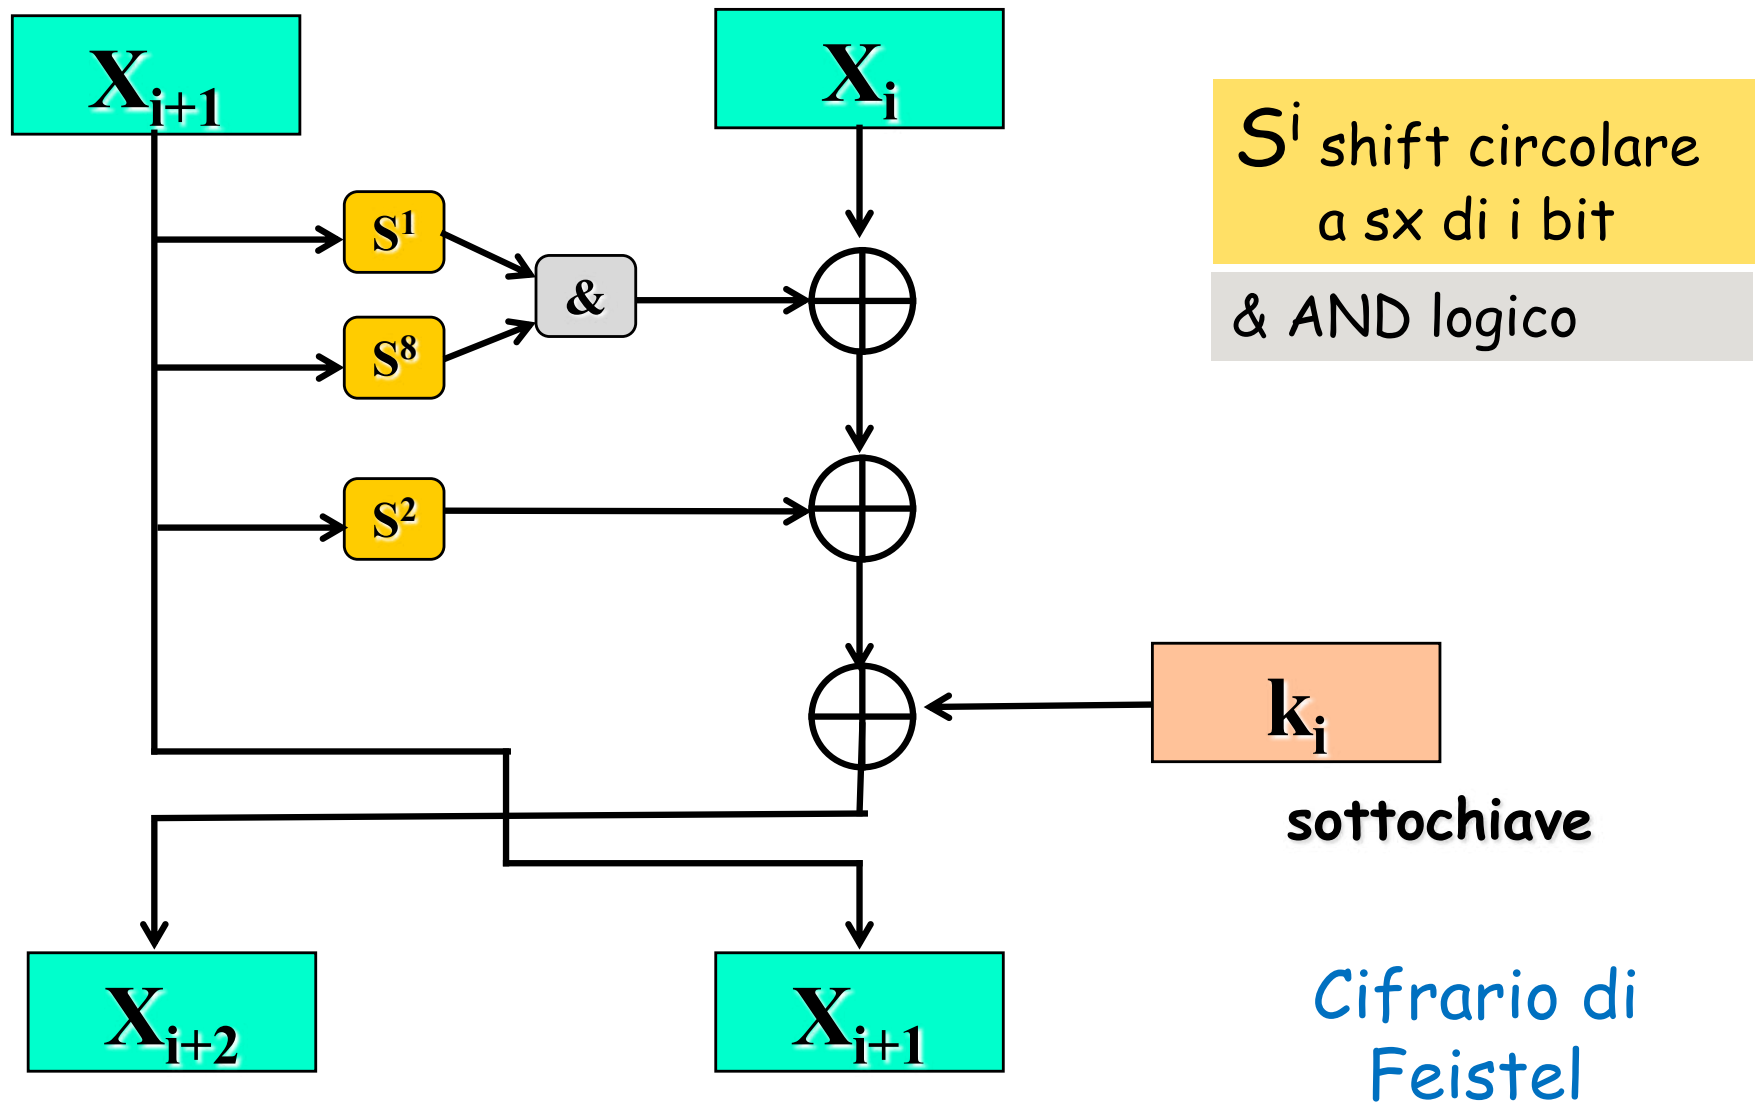 Xi+1
Xi
Si shift circolare
a sx di i bit
S1
&
& AND logico
S8
S2
ki
sottochiave
Xi+2
Xi+1
Cifrario di
Feistel